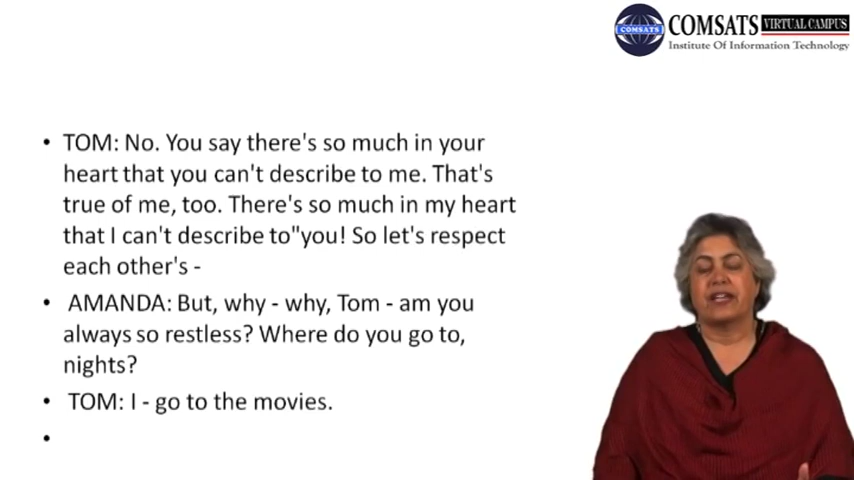 COMSATS
COMSATS VIRTUAL CAMPUS
Institute Of Information Technology
• TOM: No. You say there's so much in your
heart that you can't describe to me. That's
true of me, too. There's so much in my heart
that I can't describe to"you! So let's respect
each other's -
• AMANDA: But, why - why, Tom - am you
always so restless? Where do you go to,
nights?
• TOM: I - go to the movies.
•